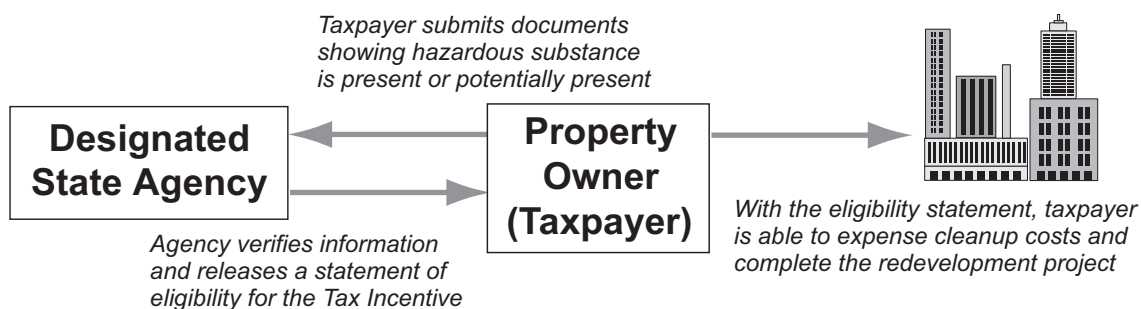 Taxpayer submits documents
showing hazardous substance
is present or potentially present
Designated
State Agency
Property
Owner
(Taxpayer)
Agency verifies information
and releases a statement of
eligibility for the Tax Incentive
With the eligibility statement, taxpayer
is able to expense cleanup costs and
complete the redevelopment project